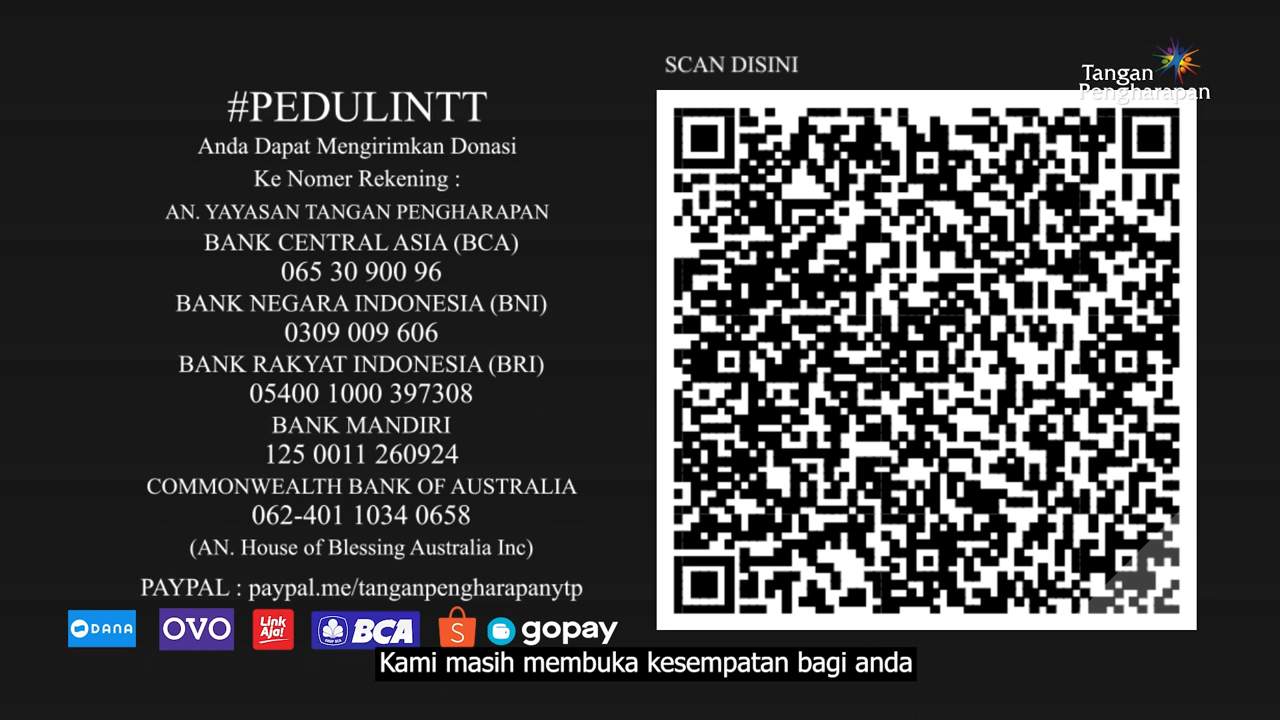 SCAN DISINI
Tangan
Pengharapan
#PEDULINTT
Anda Dapat Mengirimkan Donasi
Ke Nomer Rekening :
AN. YAYASAN TANGAN PENGHARAPAN
BANK CENTRAL ASIA (BCA)
065 30 900 96
BANK NEGARA INDONESIA (BNI)
0309 009 606
BANK RAKYAT INDONESIA (BRI)
05400 1000 397308
BANK MANDIRI
125 0011 260924
COMMONWEALTH BANK OF AUSTRALIA
062-401 1034 0658
(AN. House of Blessing Australia Inc)
PAYPAL : paypal.me/tanganpengharapanytp
DANA OVO Link Aja! BCA S gopay
Kami masih membuka kesempatan bagi anda